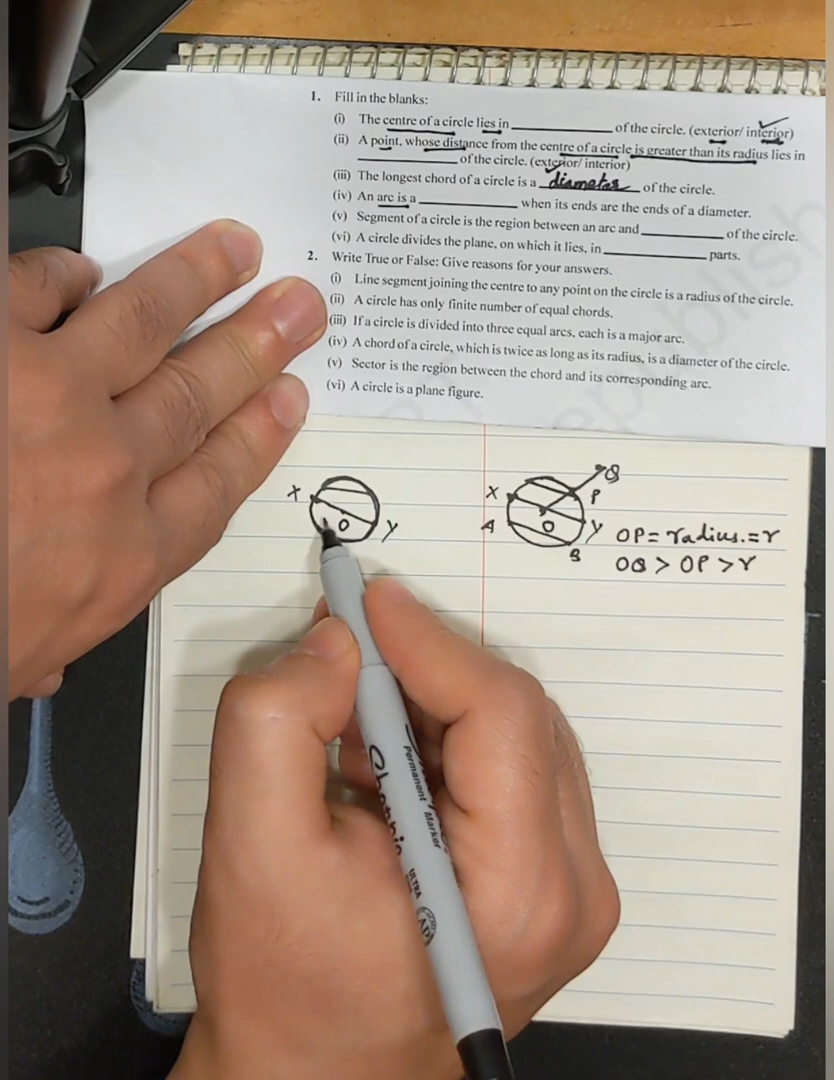 1. Fill in the blanks:
(i) The centre of a circle lies in ____________ of the circle. (exterior/ interior)
(ii) A point, whose distance from the centre of a circle is greater than its radius lies in
____________ of the circle. (exterior/ interior)
(iii) The longest chord of a circle is a diameter of the circle.
(iv) An arc is a ____________ when its ends are the ends of a diameter.
(v) Segment of a circle is the region between an arc and ____________ of the circle.
(vi) A circle divides the plane, on which it lies, in ____________ parts.
2. Write True or False: Give reasons for your answers.
(i) Line segment joining the centre to any point on the circle is a radius of the circle.
(ii) A circle has only finite number of equal chords.
(iii) If a circle is divided into three equal arcs, each is a major arc.
(iv) A chord of a circle, which is twice as long as its radius, is a diameter of the circle.
(v) Sector is the region between the chord and its corresponding arc.
(vi) A circle is a plane figure.
X O Y
X A O Q P Y B
OP = radius. = r
OQ > OP > r
Permanent Marker
ULTRA